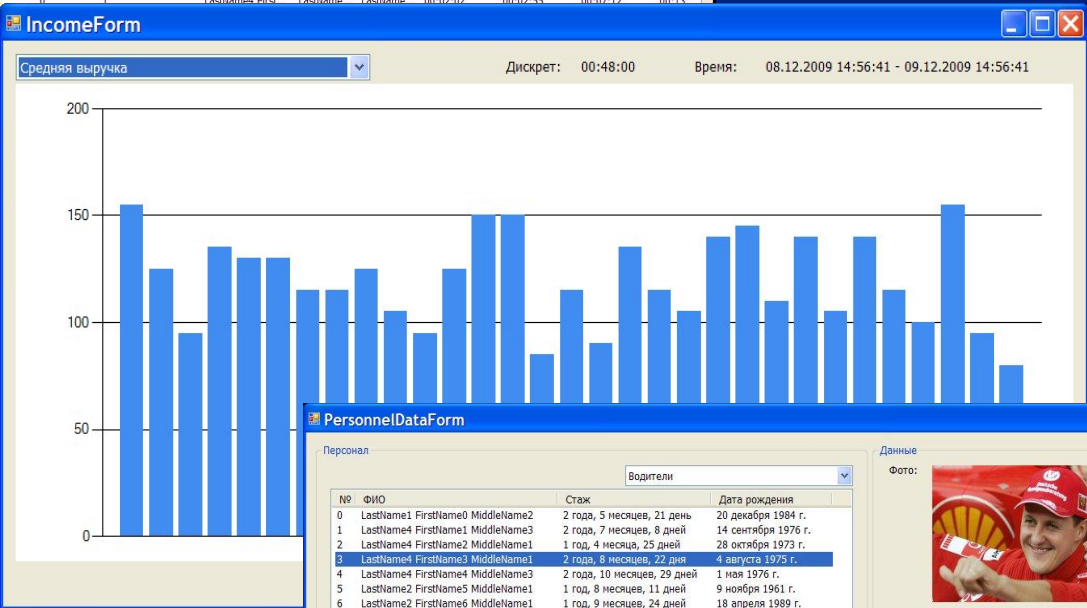 IncomeForm
Средняя выручка
Дискрет: 00:48:00 Время: 08.12.2009 14:56:41 - 09.12.2009 14:56:41
200
150
100
50
0
PersonnelDataForm
Персонал
Водители
№ ФИО Стаж Дата рождения
0 LastName1 FirstName0 MiddleName2 2 года, 5 месяцев, 21 день 20 декабря 1984 г.
1 LastName4 FirstName1 MiddleName3 2 года, 7 месяцев, 8 дней 14 сентября 1976 г.
2 LastName4 FirstName2 MiddleName1 1 год, 4 месяца, 25 дней 28 октября 1973 г.
3 LastName4 FirstName3 MiddleName1 2 года, 8 месяцев, 22 дня 4 августа 1975 г.
4 LastName4 FirstName4 MiddleName3 2 года, 10 месяцев, 29 дней 1 мая 1976 г.
5 LastName2 FirstName5 MiddleName1 1 год, 8 месяцев, 11 дней 9 ноября 1961 г.
6 LastName2 FirstName6 MiddleName1 1 год, 9 месяцев, 24 дней 18 апреля 1989 г.
Данные
Фото: